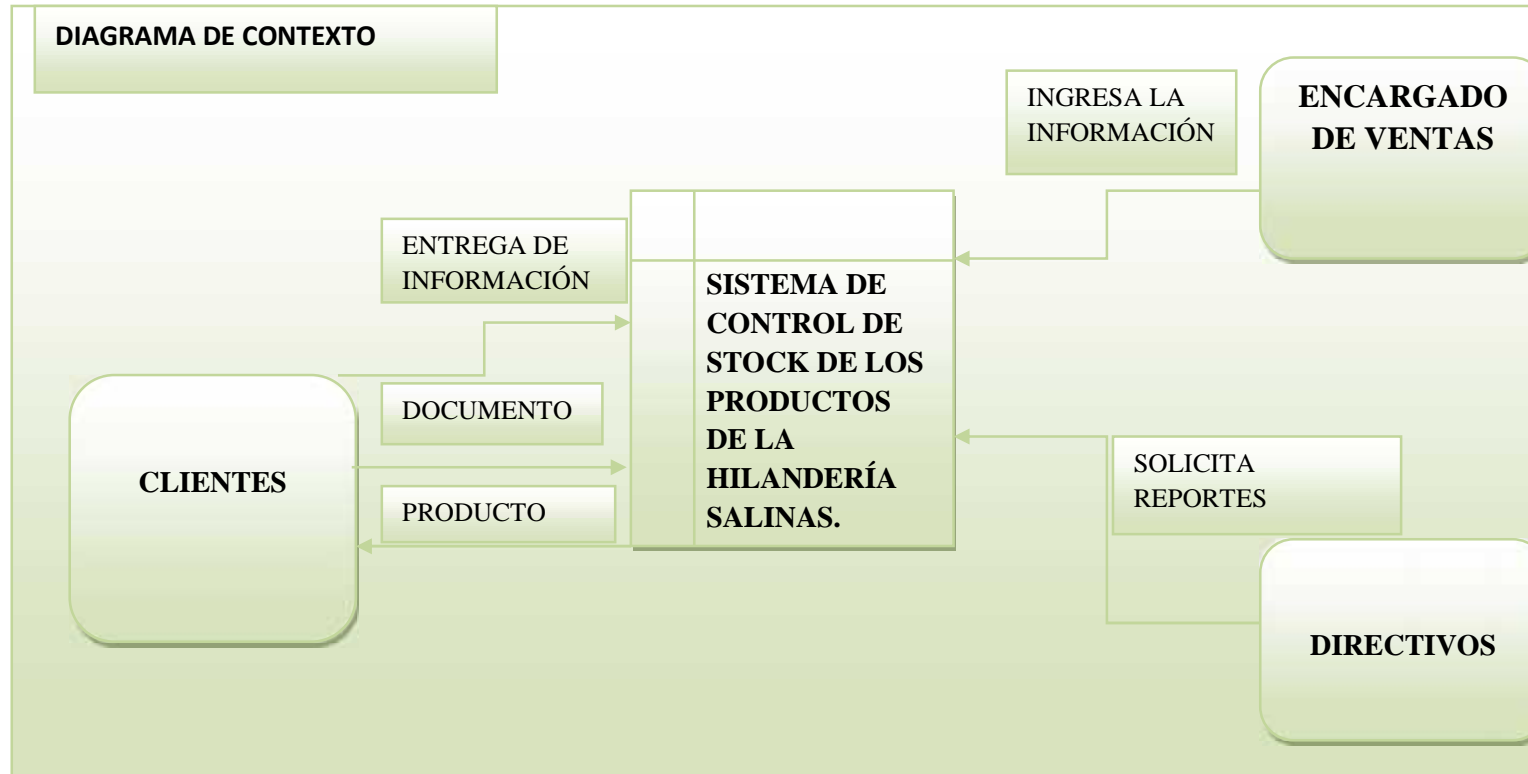 DIAGRAMA DE CONTEXTO
INGRESA LA
INFORMACIÓN
ENCARGADO
DE VENTAS
ENTREGA DE
INFORMACIÓN
SISTEMA DE
CONTROL DE
STOCK DE LOS
PRODUCTOS
DE LA
HILANDERÍA
SALINAS.
DOCUMENTO
CLIENTES
PRODUCTO
SOLICITA
REPORTES
DIRECTIVOS